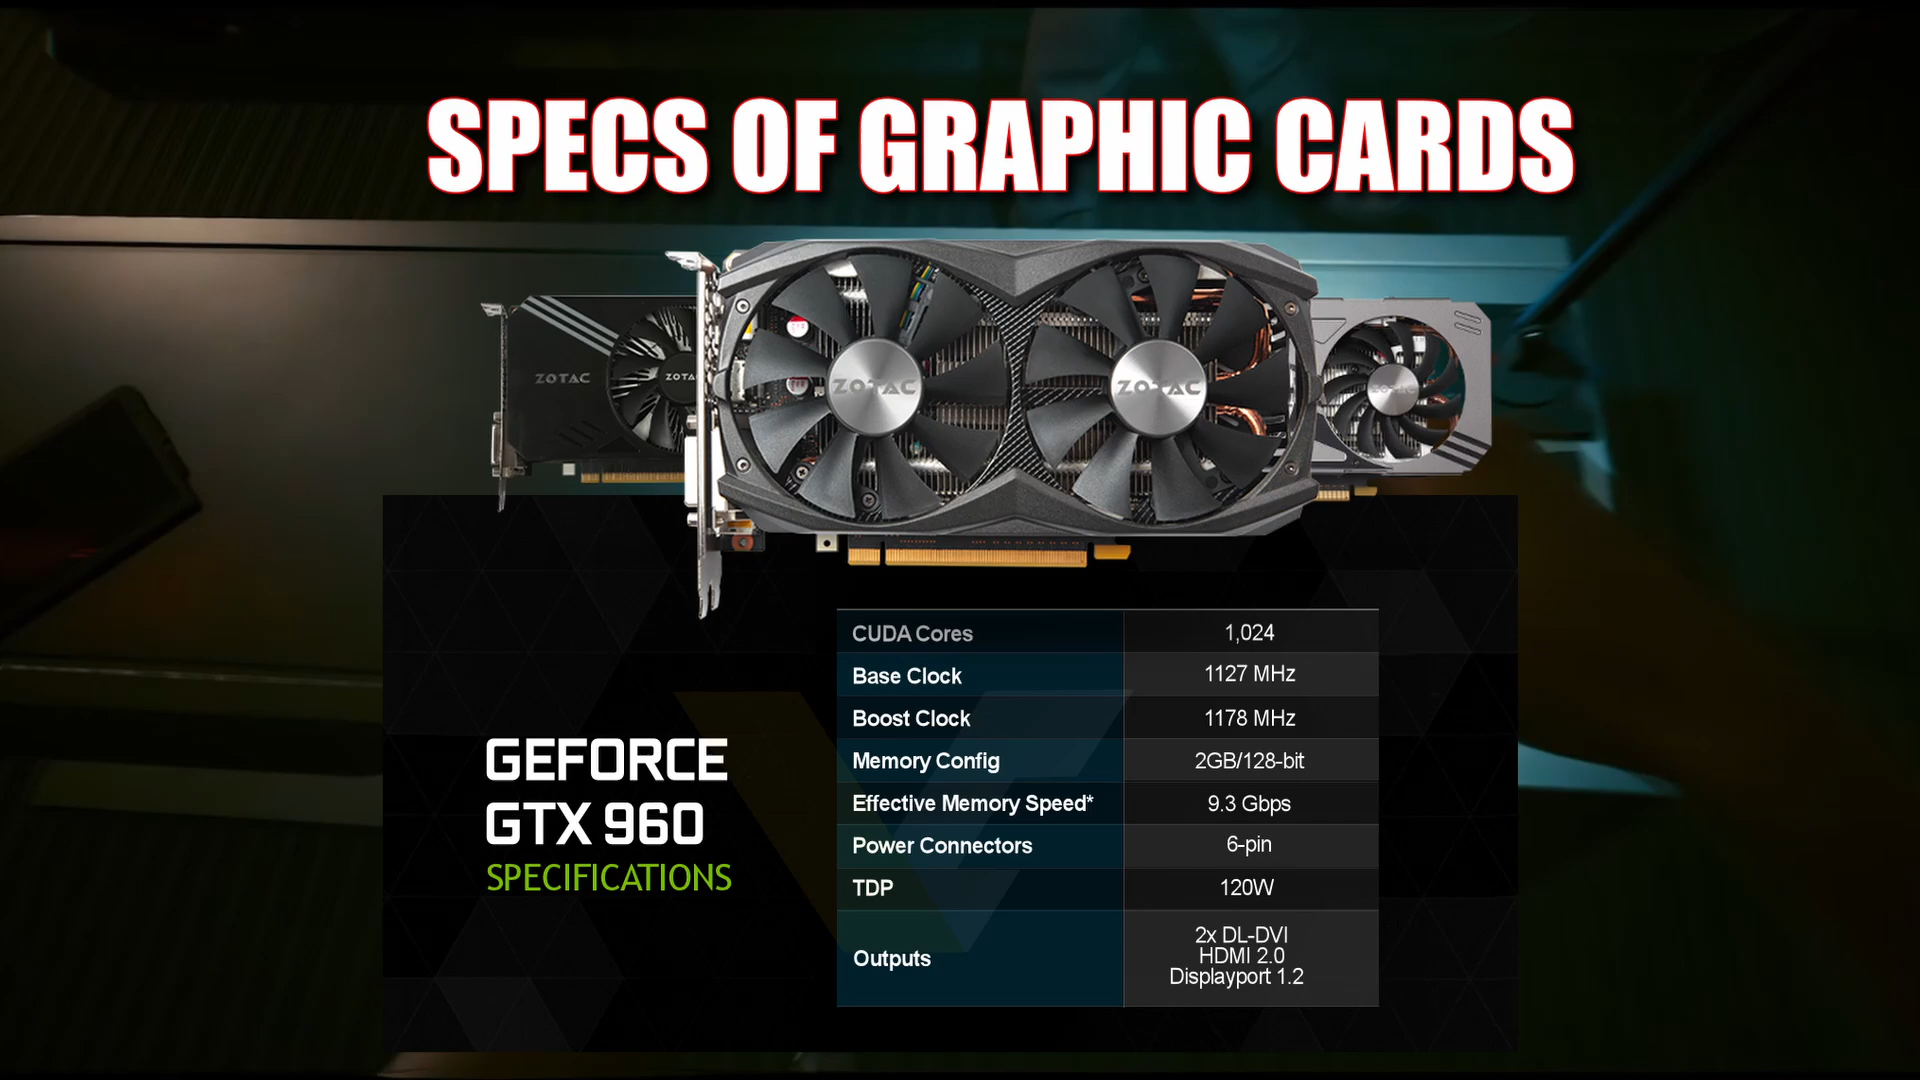 SPECS OF GRAPHIC CARDS
ZOTAC
ZOTAC
ZOTAC
ZOTAC
ZOTAC
GEFORCE
GTX 960
SPECIFICATIONS
CUDA Cores 1,024
Base Clock 1127 MHz
Boost Clock 1178 MHz
Memory Config 2GB/128-bit
Effective Memory Speed* 9.3 Gbps
Power Connectors 6-pin
TDP 120W
Outputs
2x DL-DVI
HDMI 2.0
Displayport 1.2